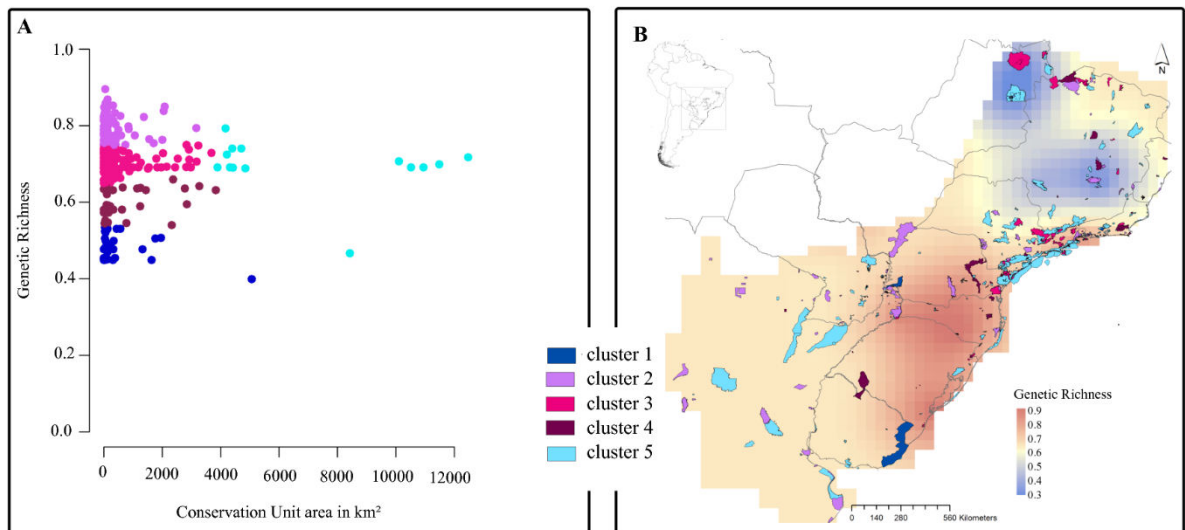 A
1.0
0.8
0.6
0.4
0.2
0.0
Genetic Richness
0 2000 4000 6000 8000 10000 12000
Conservation Unit area in km²
cluster 1
cluster 2
cluster 3
cluster 4
cluster 5
B
N
Genetic Richness
0.9
0.8
0.7
0.6
0.5
0.4
0.3
0 140 280 560 Kilometers